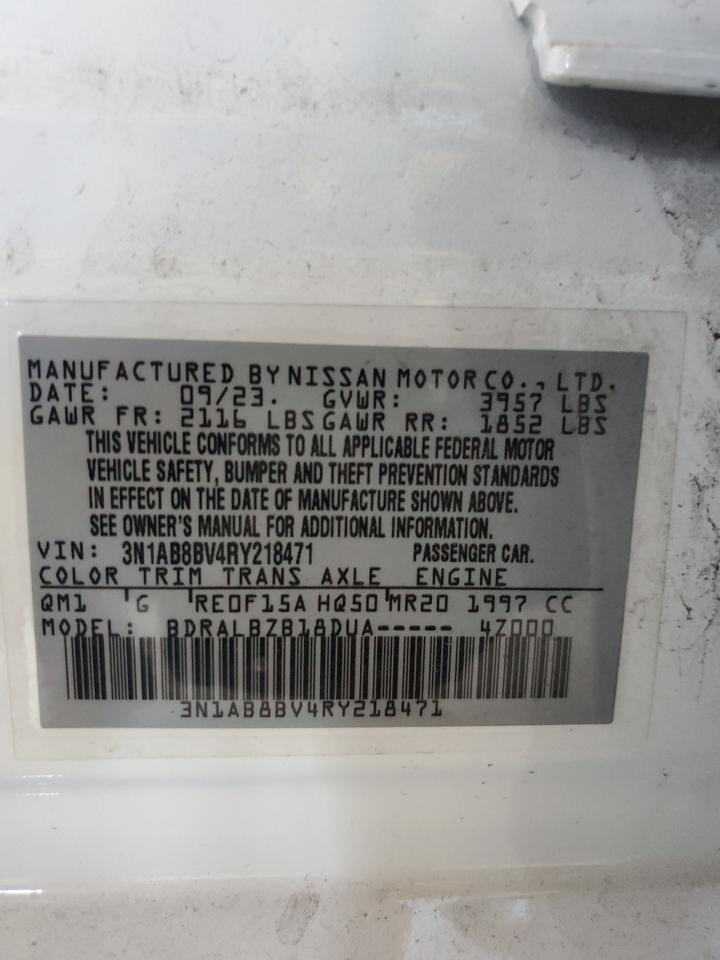 MANUFACTURED BY NISSAN MOTOR CO., LTD.
DATE: 09/23. GVWR: 3957 LBS
GAWR FR: 2116 LBS GAWR RR: 1852 LBS
THIS VEHICLE CONFORMS TO ALL APPLICABLE FEDERAL MOTOR
VEHICLE SAFETY, BUMPER AND THEFT PREVENTION STANDARDS
IN EFFECT ON THE DATE OF MANUFACTURE SHOWN ABOVE.
SEE OWNER'S MANUAL FOR ADDITIONAL INFORMATION.
VIN: 3N1AB8BV4RY218471 PASSENGER CAR.
COLOR TRIM TRANS AXLE ENGINE
QM1 G RE0F15A HQ50 MR20 1997 CC
MODEL: BDRALBZB18DUA----- 4Z000
3N1AB8BV4RY218471